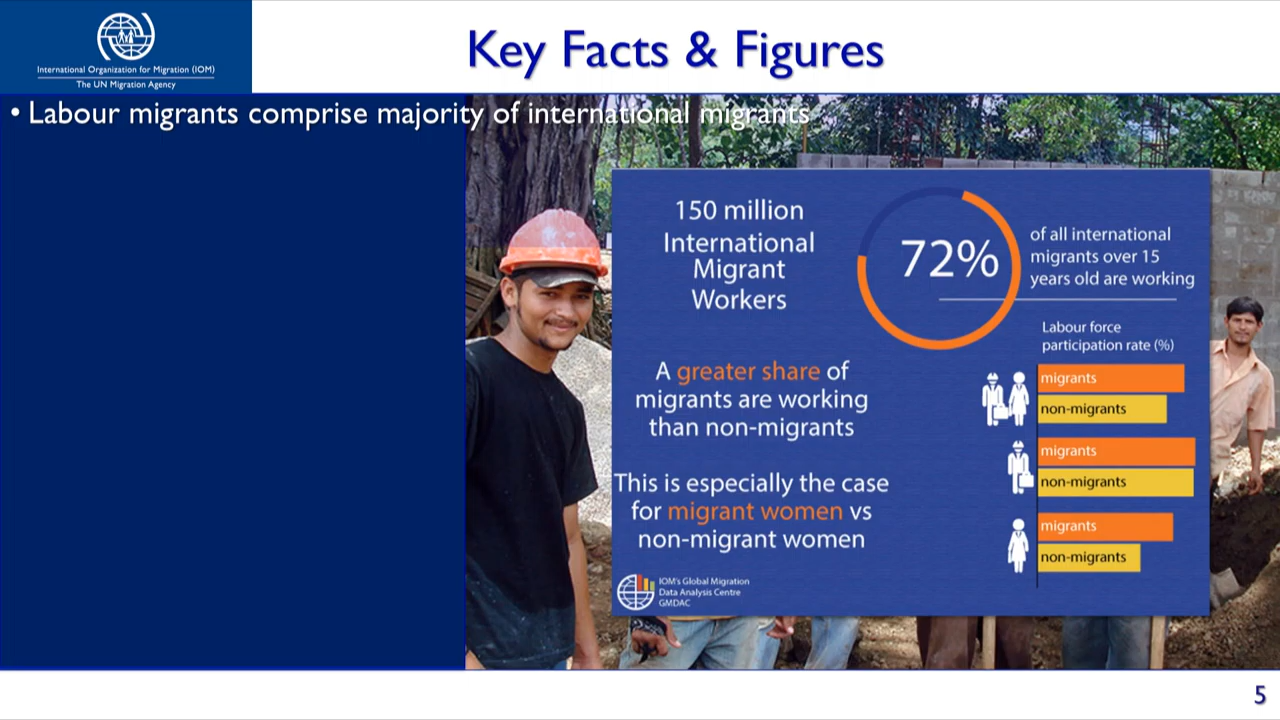 International Organization for Migration (IOM)
The UN Migration Agency
Key Facts & Figures
• Labour migrants comprise majority of international migrants
150 million
International
Migrant
Workers
72%
of all international
migrants over 15
years old are working
A greater share of
migrants are working
than non-migrants
This is especially the case
for migrant women vs
non-migrant women
Labour force
participation rate (%)
migrants
non-migrants
migrants
non-migrants
migrants
non-migrants
IOM's Global Migration
Data Analysis Centre
GMDAC
5